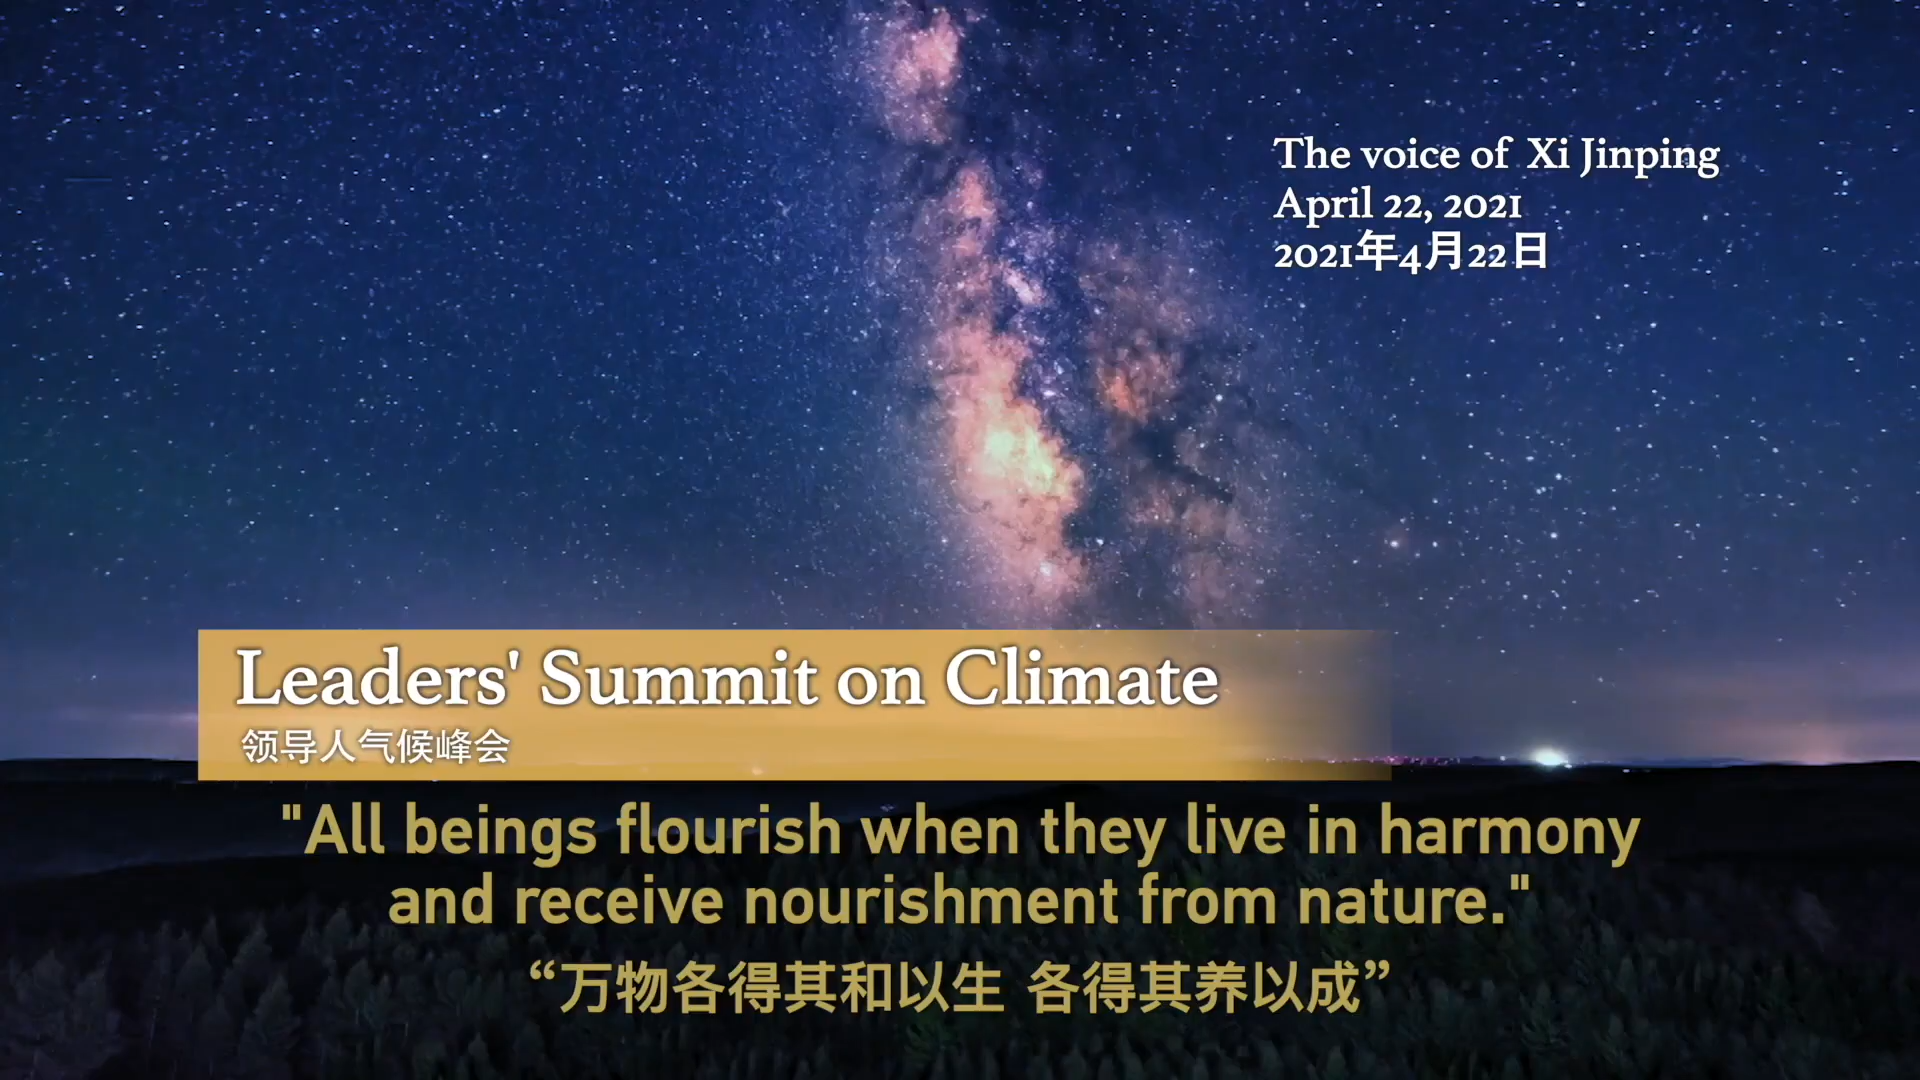 The voice of Xi Jinping
April 22, 2021
2021年4月22日
Leaders' Summit on Climate
领导人气候峰会
"All beings flourish when they live in harmony
and receive nourishment from nature."
“万物各得其和以生 各得其养以成”